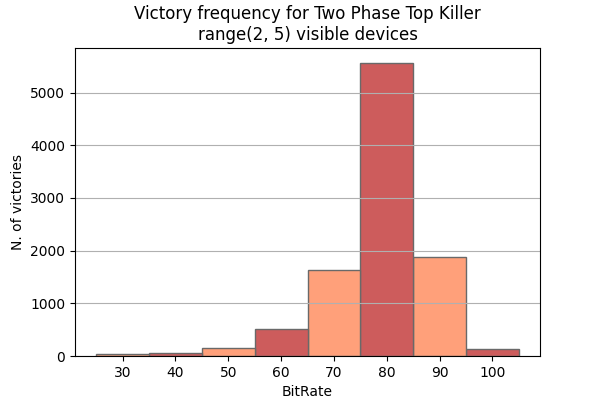 Victory frequency for Two Phase Top Killer
range(2, 5) visible devices
N. of victories
5000
4000
3000
2000
1000
0
30 40 50 60 70 80 90 100
BitRate